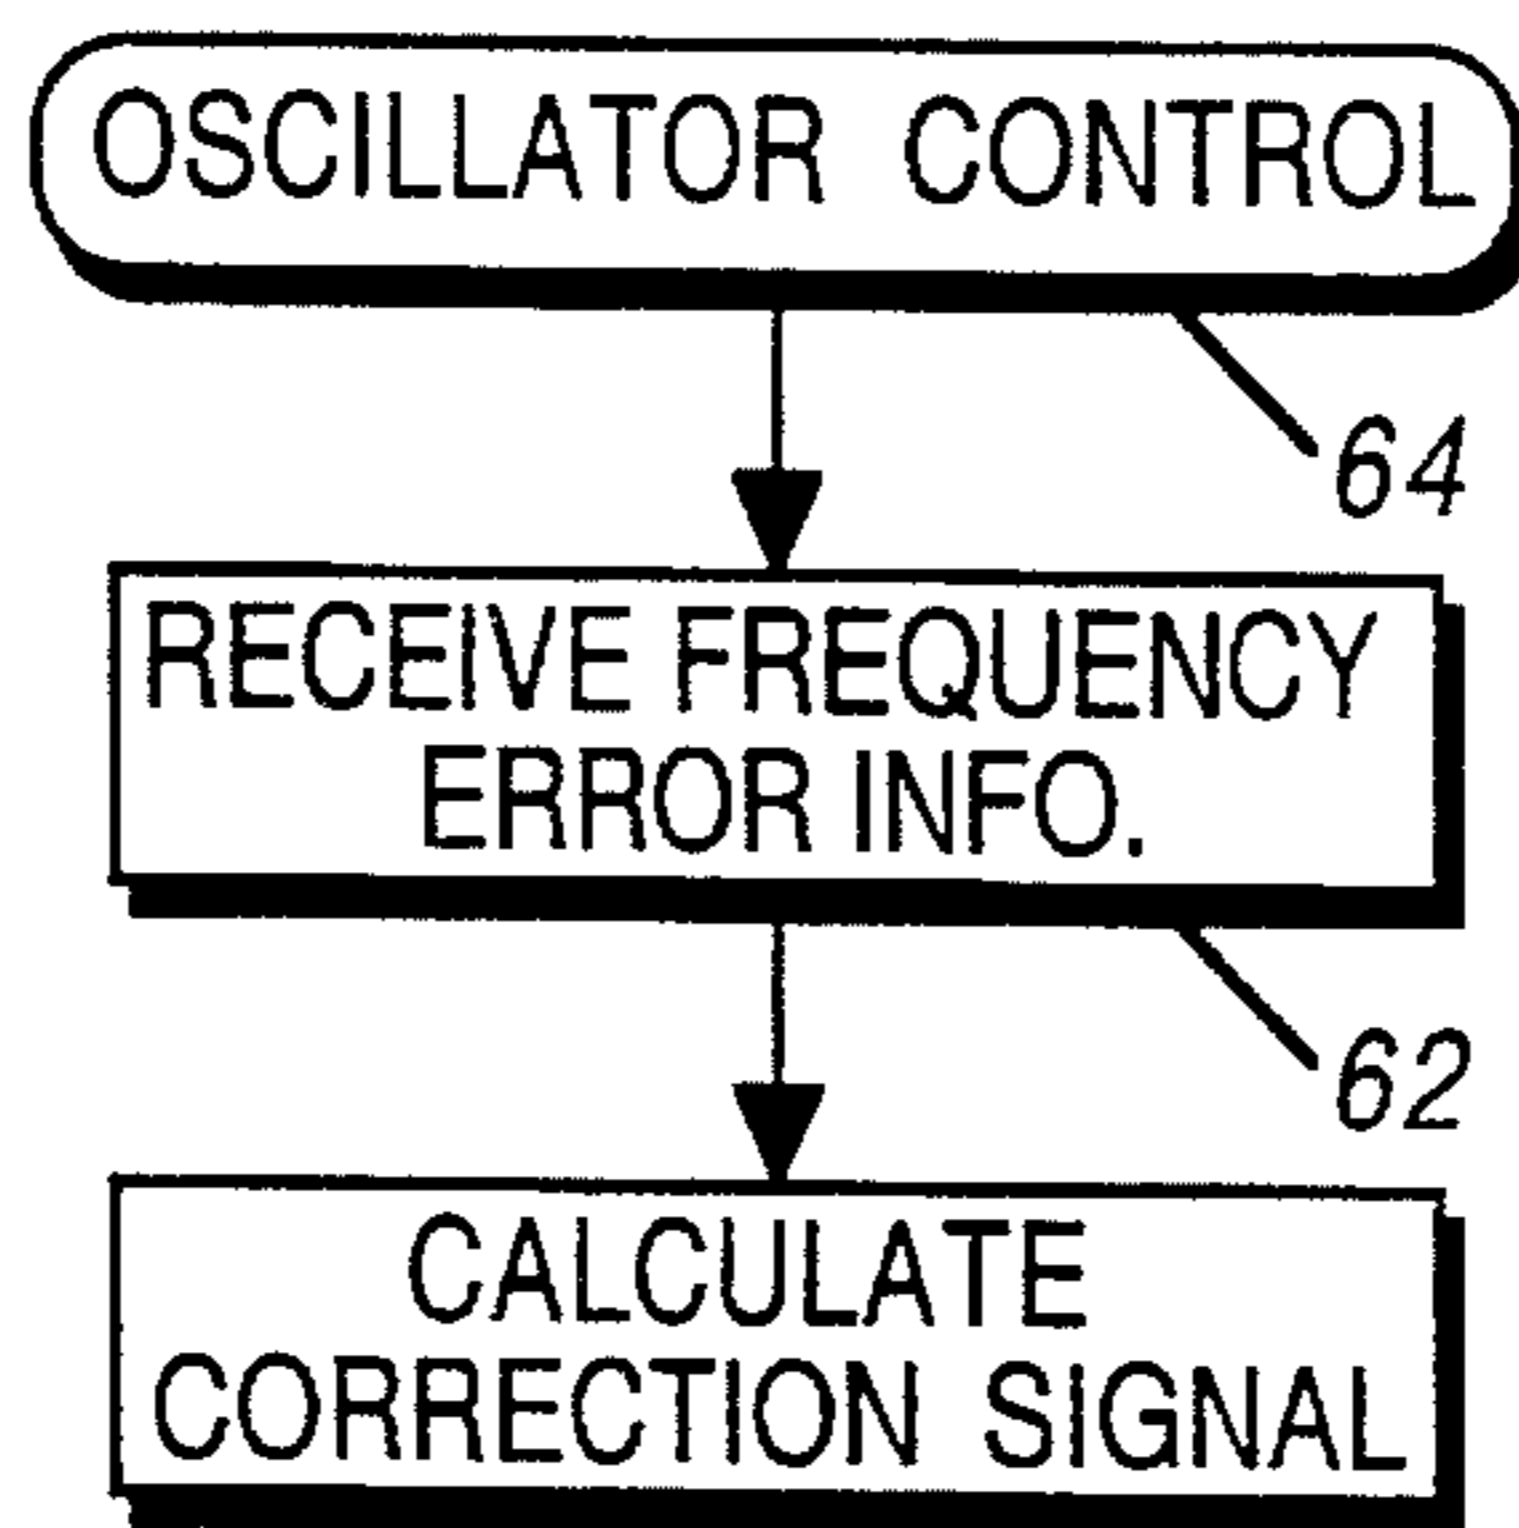 OSCILLATOR CONTROL
64
RECEIVE FREQUENCY
ERROR INFO.
62
CALCULATE
CORRECTION SIGNAL